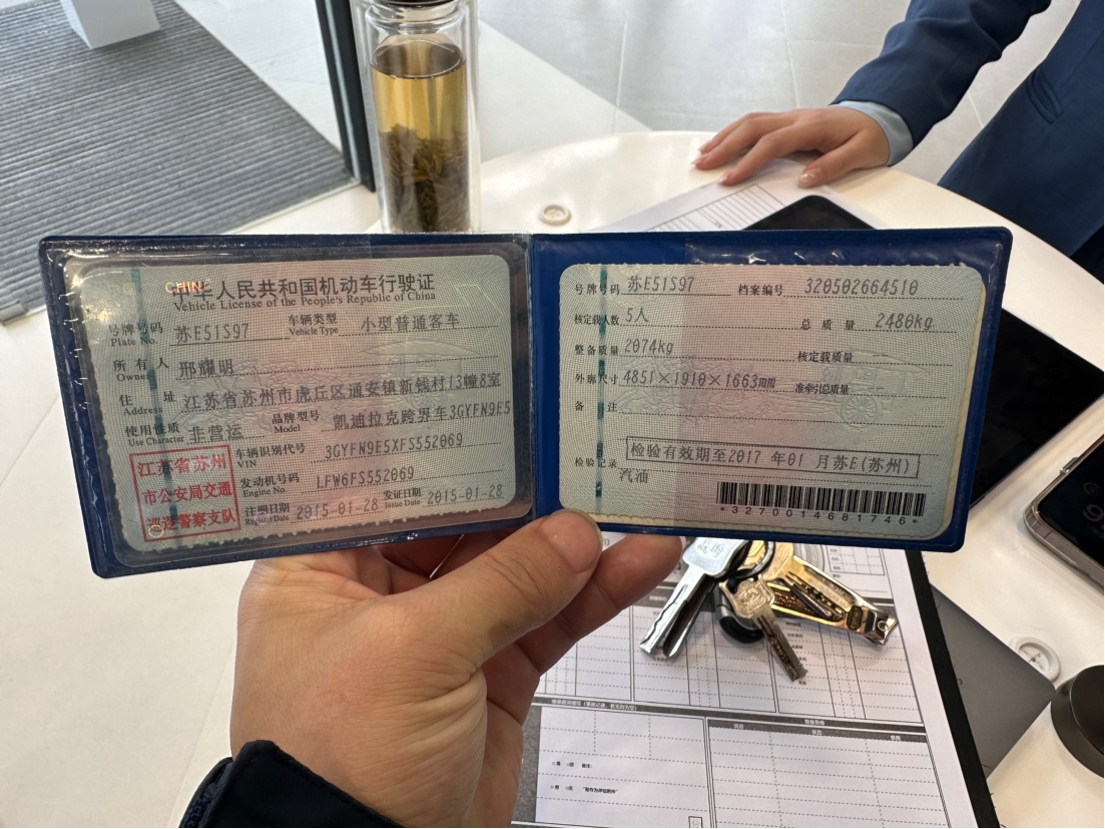 CHINA
中华人民共和国机动车行驶证
Vehicle License of the People's Republic of China
号牌号码 苏E51S97 车辆类型 小型普通客车
Plate No. Vehicle Type
所有人 邢耀明
Owner
住址 江苏省苏州市虎丘区通安镇新钱村13幢8室
Address
使用性质 非营运 品牌型号 凯迪拉克跨界车3GYFN9E5
Use Character Model
江苏省苏州
市公安局交通
巡逻警察支队
车辆识别代号 3GYFN9E5XFS552069
VIN
发动机号码 LFW6FS552069
Engine No.
注册日期 2015-01-28 发证日期 2015-01-28
Register Date Issue Date
号牌号码 苏E51S97 档案编号 320502664510
核定载人数 5人 总质量 2480kg
整备质量 2074kg 核定载质量
外廓尺寸 4851×1910×1663mm 准牵引总质量 --
备注
检验记录 检验有效期至2017 年01 月苏E(苏州)
汽油
*3270014681746*